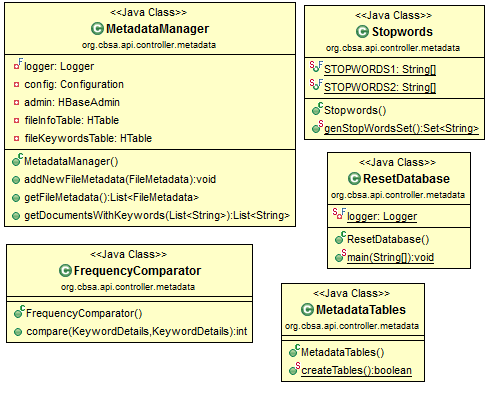 <<Java Class>>
MetadataManager
org.cbsa.api.controller.metadata
logger: Logger
config: Configuration
admin: HBaseAdmin
fileInfoTable: HTable
fileKeywordsTable: HTable
MetadataManager()
addNewFileMetadata(FileMetadata):void
getFileMetadata():List<FileMetadata>
getDocumentsWithKeywords(List<String>):List<String>
<<Java Class>>
Stopwords
org.cbsa.api.controller.metadata
STOPWORDS1: String[]
STOPWORDS2: String[]
Stopwords()
genStopWordsSet():Set<String>
<<Java Class>>
ResetDatabase
org.cbsa.api.controller.metadata
logger: Logger
ResetDatabase()
main(String[]):void
<<Java Class>>
FrequencyComparator
org.cbsa.api.controller.metadata
FrequencyComparator()
compare(KeywordDetails,KeywordDetails):int
<<Java Class>>
MetadataTables
org.cbsa.api.controller.metadata
MetadataTables()
createTables():boolean